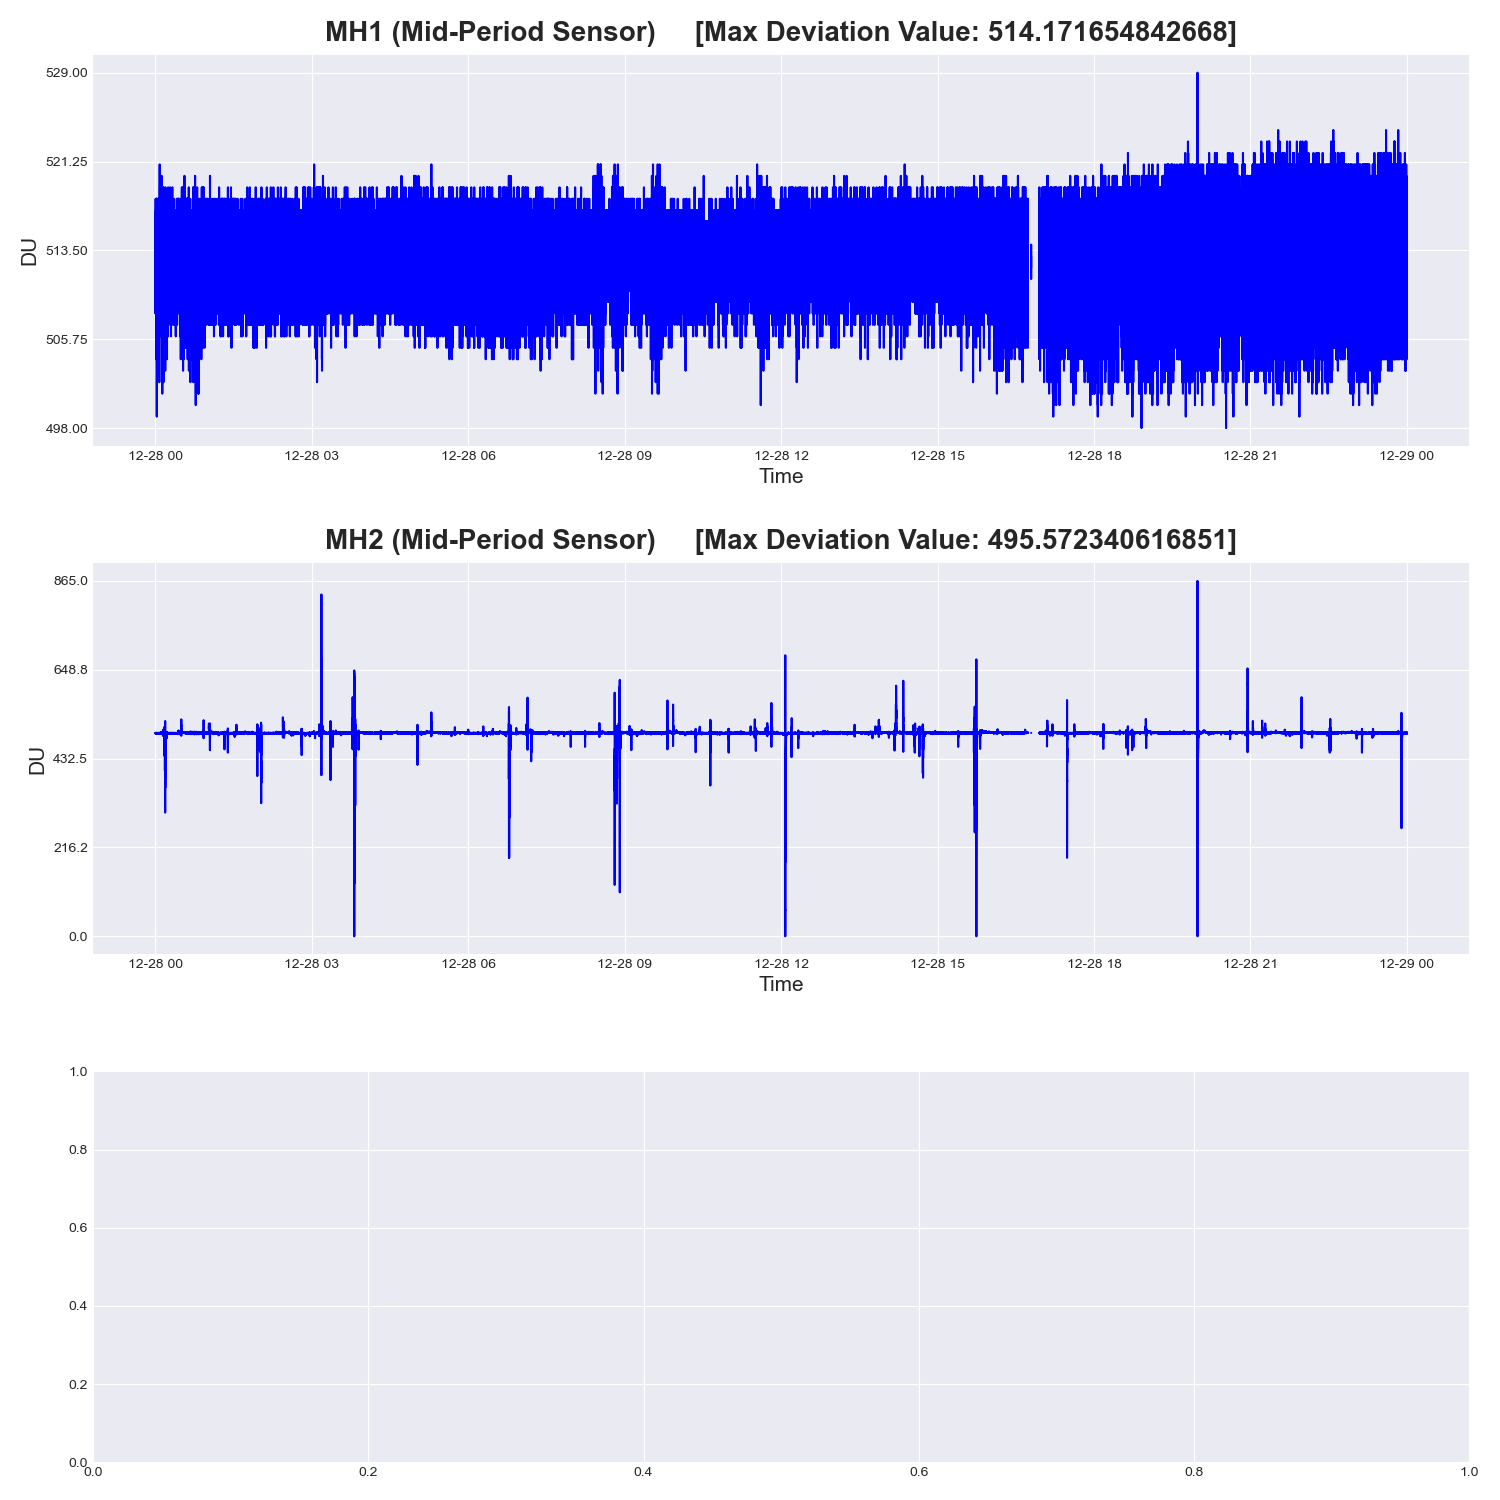 MH1 (Mid-Period Sensor) [Max Deviation Value: 514.171654842668]
529.00
521.25
513.50
505.75
498.00
DU
12-28 00 12-28 03 12-28 06 12-28 09 12-28 12 12-28 15 12-28 18 12-28 21 12-29 00
Time
MH2 (Mid-Period Sensor) [Max Deviation Value: 495.572340616851]
865.0
648.8
432.5
216.2
0.0
DU
12-28 00 12-28 03 12-28 06 12-28 09 12-28 12 12-28 15 12-28 18 12-28 21 12-29 00
Time
1.0
0.8
0.6
0.4
0.2
0.0
0.0 0.2 0.4 0.6 0.8 1.0